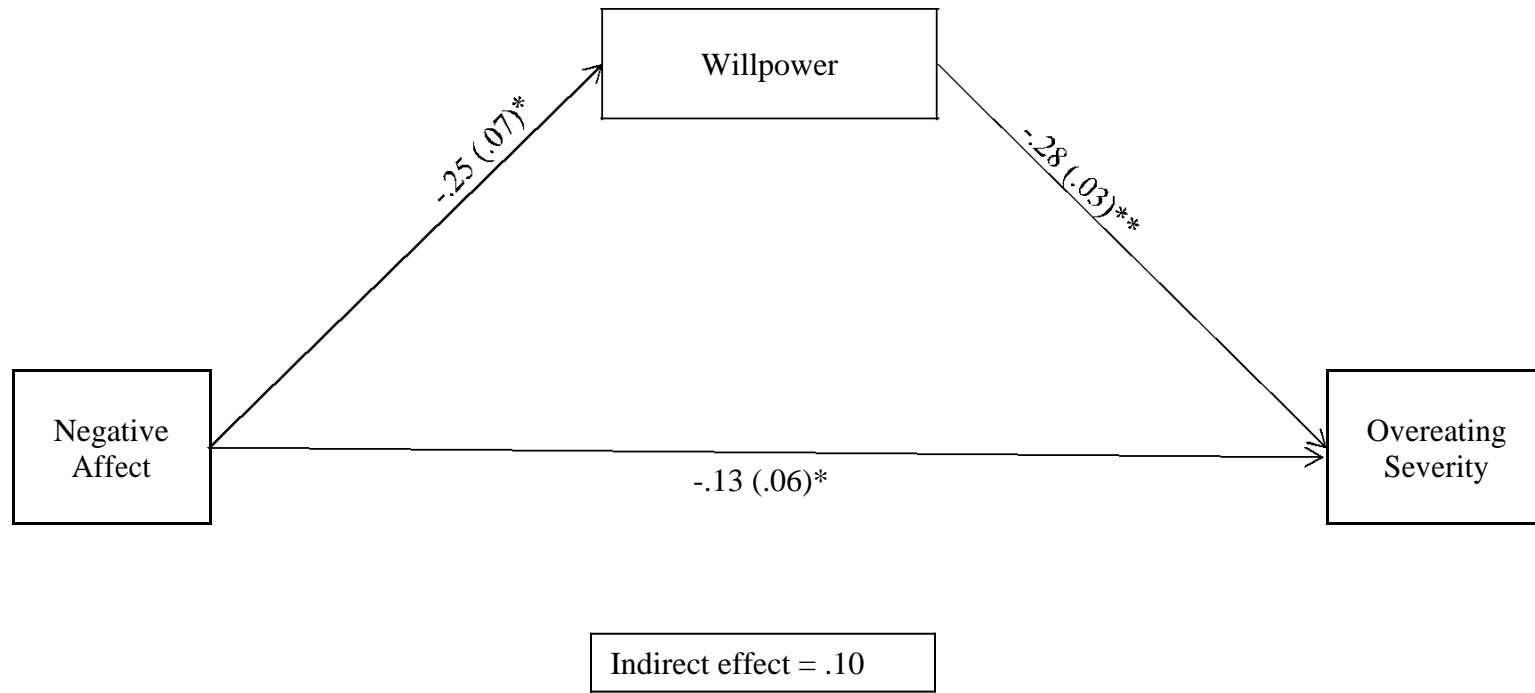 Willpower
-.25 (.07)*
-.28 (.03)**
Negative
Affect
Overeating
Severity
-.13 (.06)*
Indirect effect = .10